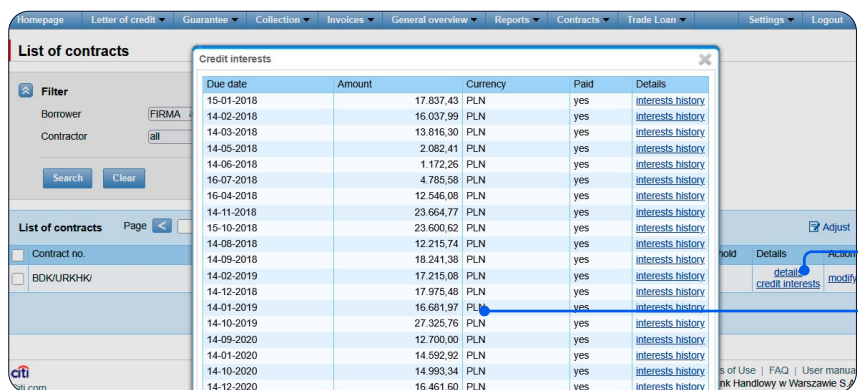 Homepage Letter of credit Guarantee Collection Invoices General overview Reports Contracts Trade Loan Settings Logout
List of contracts
Filter
Borrower FIRMA
Contractor all
Search Clear
List of contracts Page < Adjust
Contract no. hold Details Action
BDK/URKHK/ details modify
credit interests
Credit interests
Due date Amount Currency Paid Details
15-01-2018 17.837,43 PLN yes interests history
14-02-2018 16.037,99 PLN yes interests history
14-03-2018 13.816,30 PLN yes interests history
14-05-2018 2.082,41 PLN yes interests history
14-06-2018 1.172,26 PLN yes interests history
16-07-2018 4.785,58 PLN yes interests history
16-04-2018 12.546,08 PLN yes interests history
14-11-2018 23.664,77 PLN yes interests history
15-10-2018 23.600,62 PLN yes interests history
14-08-2018 12.215,74 PLN yes interests history
14-09-2018 18.241,38 PLN yes interests history
14-02-2019 17.215,08 PLN yes interests history
14-12-2018 17.975,48 PLN yes interests history
14-01-2019 16.681,97 PLN yes interests history
14-10-2019 27.325,76 PLN yes interests history
14-09-2020 12.700,00 PLN yes interests history
14-01-2020 14.592,92 PLN yes interests history
14-10-2020 14.993,34 PLN yes interests history
14-12-2020 16.461,60 PLN yes interests history
citi s of Use | FAQ | User manua
citi.com nk Handlowy w Warszawie S.A